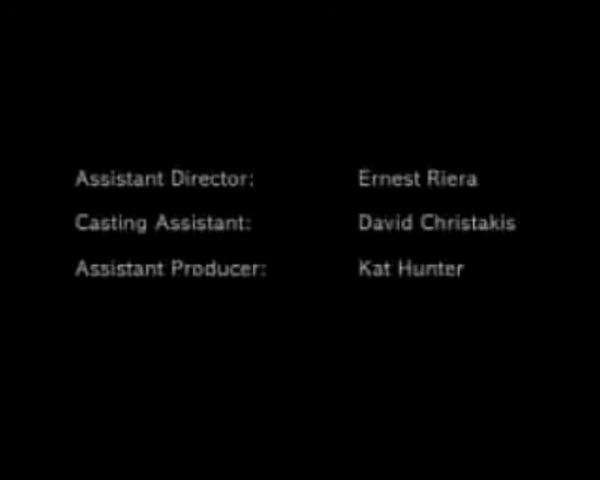 Assistant Director: Ernest Riera
Casting Assistant: David Christakis
Assistant Producer: Kat Hunter